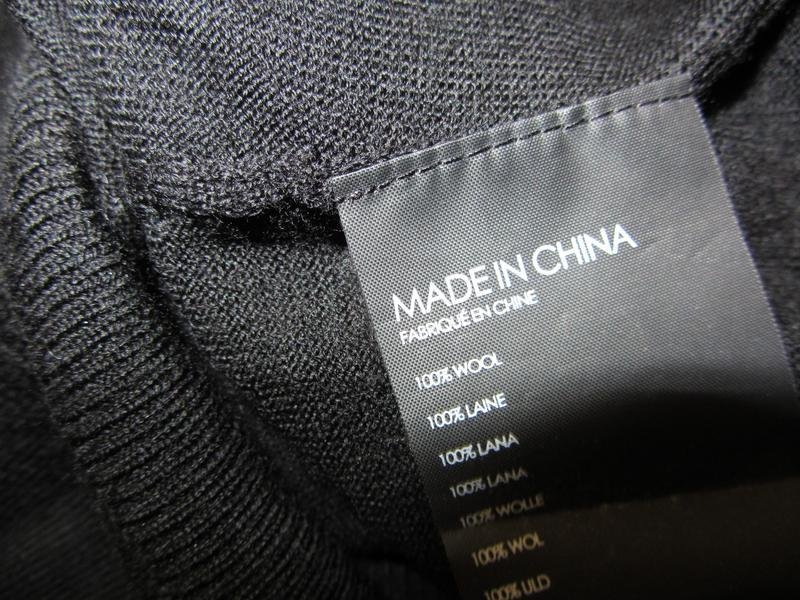 MADE IN CHINA
FABRIQUÉ EN CHINE
100% WOOL
100% LAINE
100% LANA
100% LANA
100% WOLLE
100% WOL
100% ULD